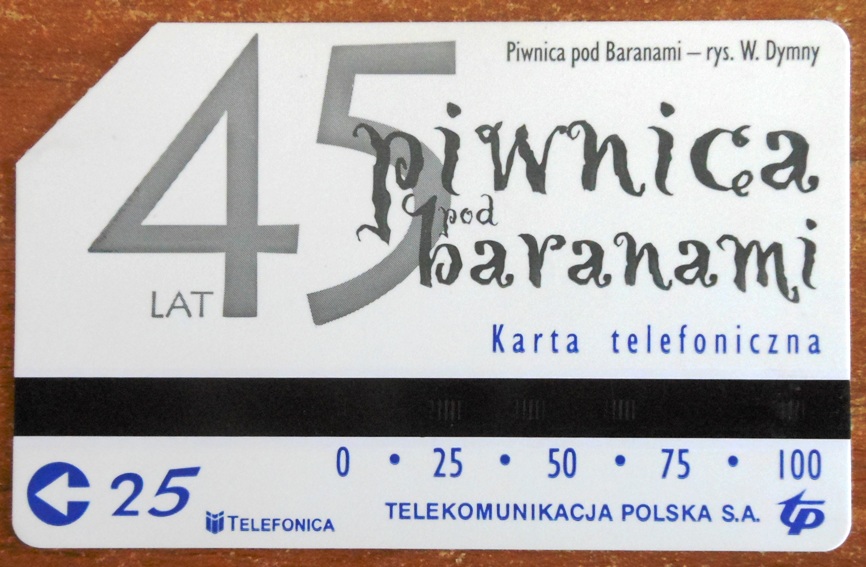 Piwnica pod Baranami – rys. W. Dymny
45
LAT
piwnica
pod
baranami
Karta telefoniczna
0 • 25 • 50 • 75 • 100
25
TELEFONICA
TELEKOMUNIKACJA POLSKA S.A. tp